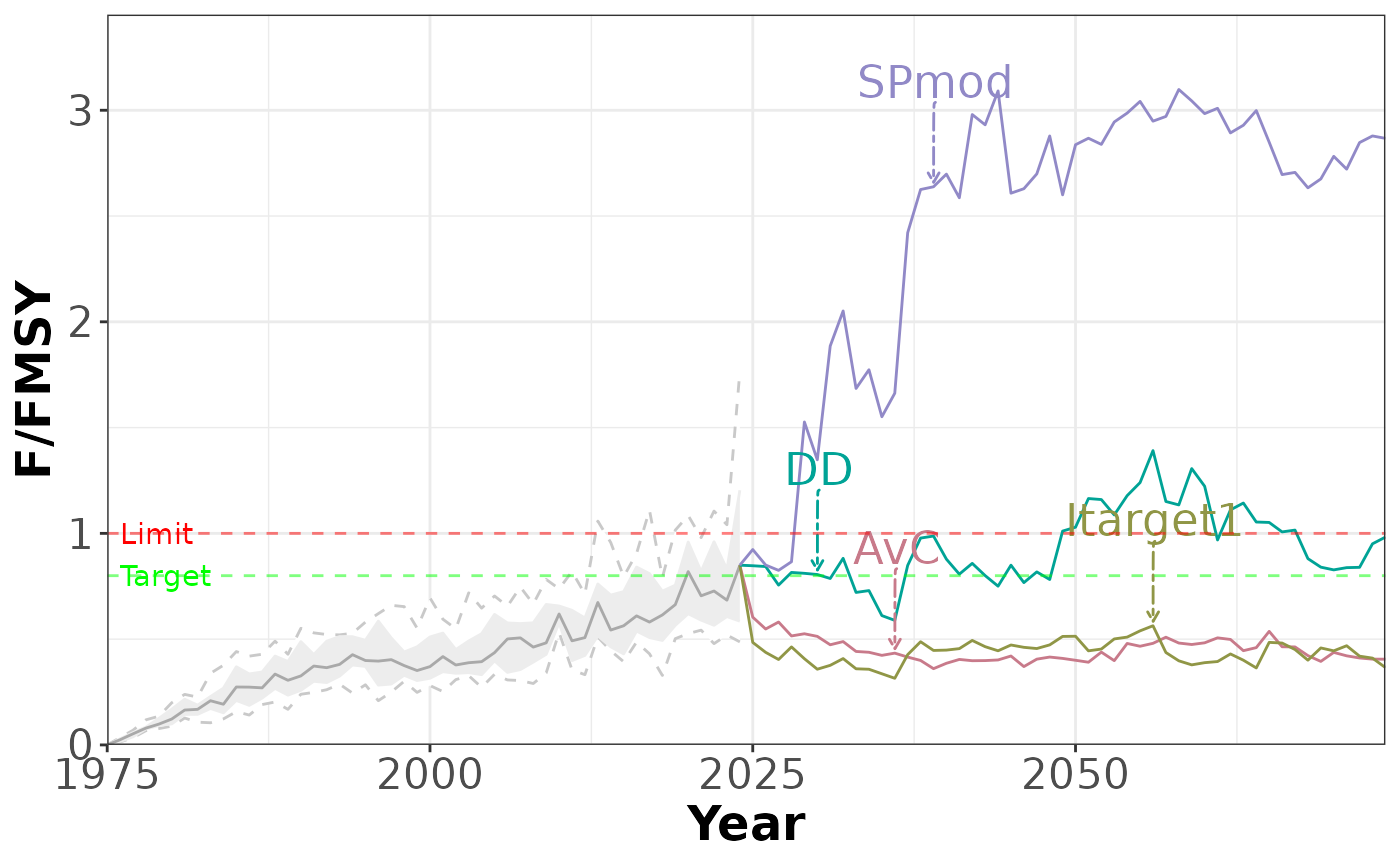 SPmod
3
2
DD
Itarget1
1
Limit
AvC
Target
0
1975
2000
2025
2050
Year
F/FMSY